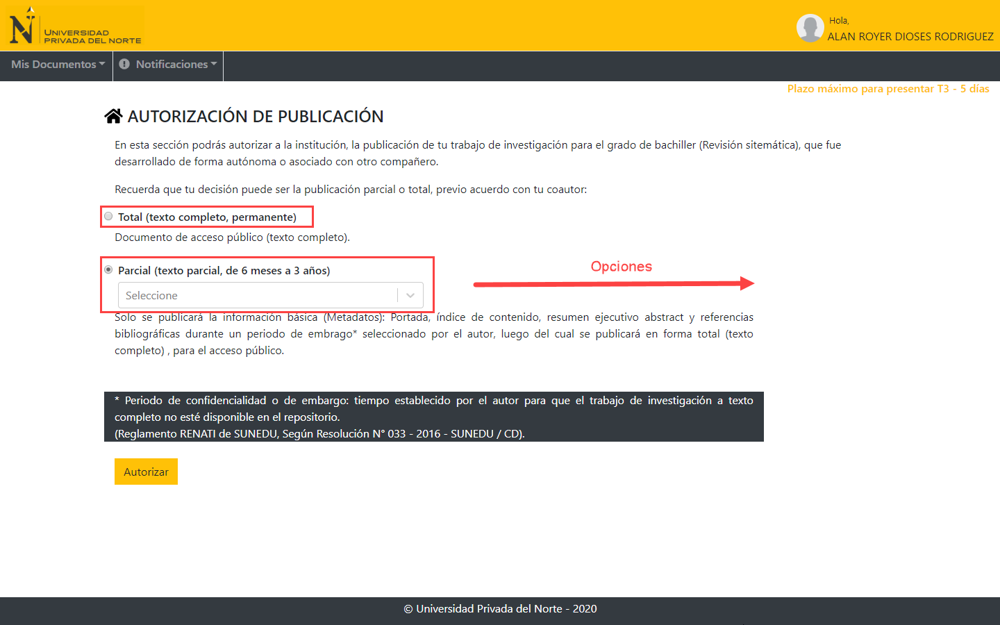 UNIVERSIDAD
PRIVADA DEL NORTE
Hola,
ALAN ROYER DIOSES RODRIGUEZ
Mis Documentos
Notificaciones
Plazo máximo para presentar T3 - 5 días
AUTORIZACIÓN DE PUBLICACIÓN
En esta sección podrás autorizar a la institución, la publicación de tu trabajo de investigación para el grado de bachiller (Revisión sitemática), que fue
desarrollado de forma autónoma o asociado con otro compañero.
Recuerda que tu decisión puede ser la publicación parcial o total, previo acuerdo con tu coautor:
Total (texto completo, permanente)
Documento de acceso público (texto completo).
Parcial (texto parcial, de 6 meses a 3 años)
Opciones
Seleccione
Solo se publicará la información básica (Metadatos): Portada, índice de contenido, resumen ejecutivo abstract y referencias
bibliográficas durante un periodo de embrago* seleccionado por el autor, luego del cual se publicará en forma total (texto
completo) , para el acceso público.
* Periodo de confidencialidad o de embargo: tiempo establecido por el autor para que el trabajo de investigación a texto
completo no esté disponible en el repositorio.
(Reglamento RENATI de SUNEDU, Según Resolución N° 033 - 2016 - SUNEDU / CD).
Autorizar
© Universidad Privada del Norte - 2020